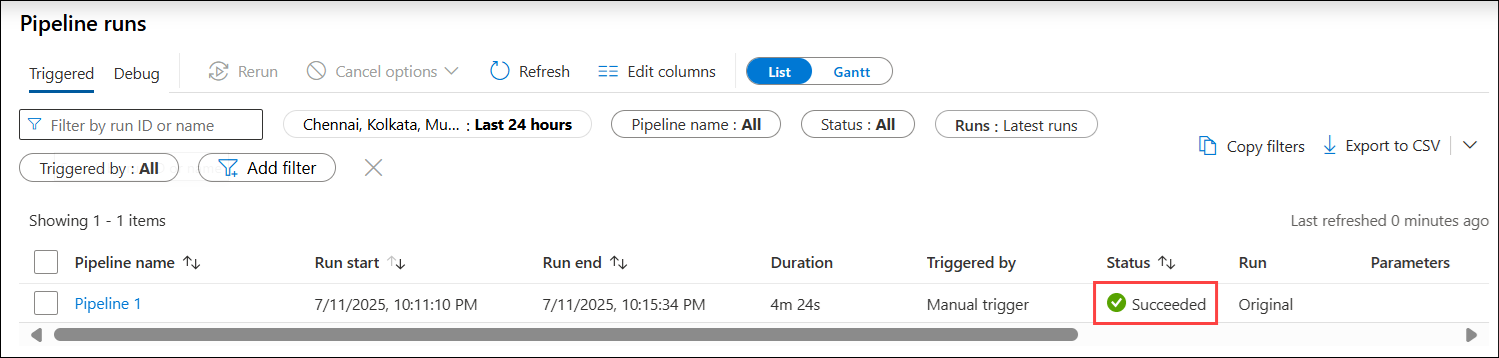 Pipeline runs
Triggered Debug Rerun Cancel options Refresh Edit columns List Gantt
Filter by run ID or name Chennai, Kolkata, Mu... : Last 24 hours Pipeline name : All Status : All Runs : Latest runs
Copy filters Export to CSV
Triggered by : All Add filter
Showing 1 - 1 items Last refreshed 0 minutes ago
Pipeline name Run start Run end Duration Triggered by Status Run Parameters
Pipeline 1 7/11/2025, 10:11:10 PM 7/11/2025, 10:15:34 PM 4m 24s Manual trigger Succeeded Original